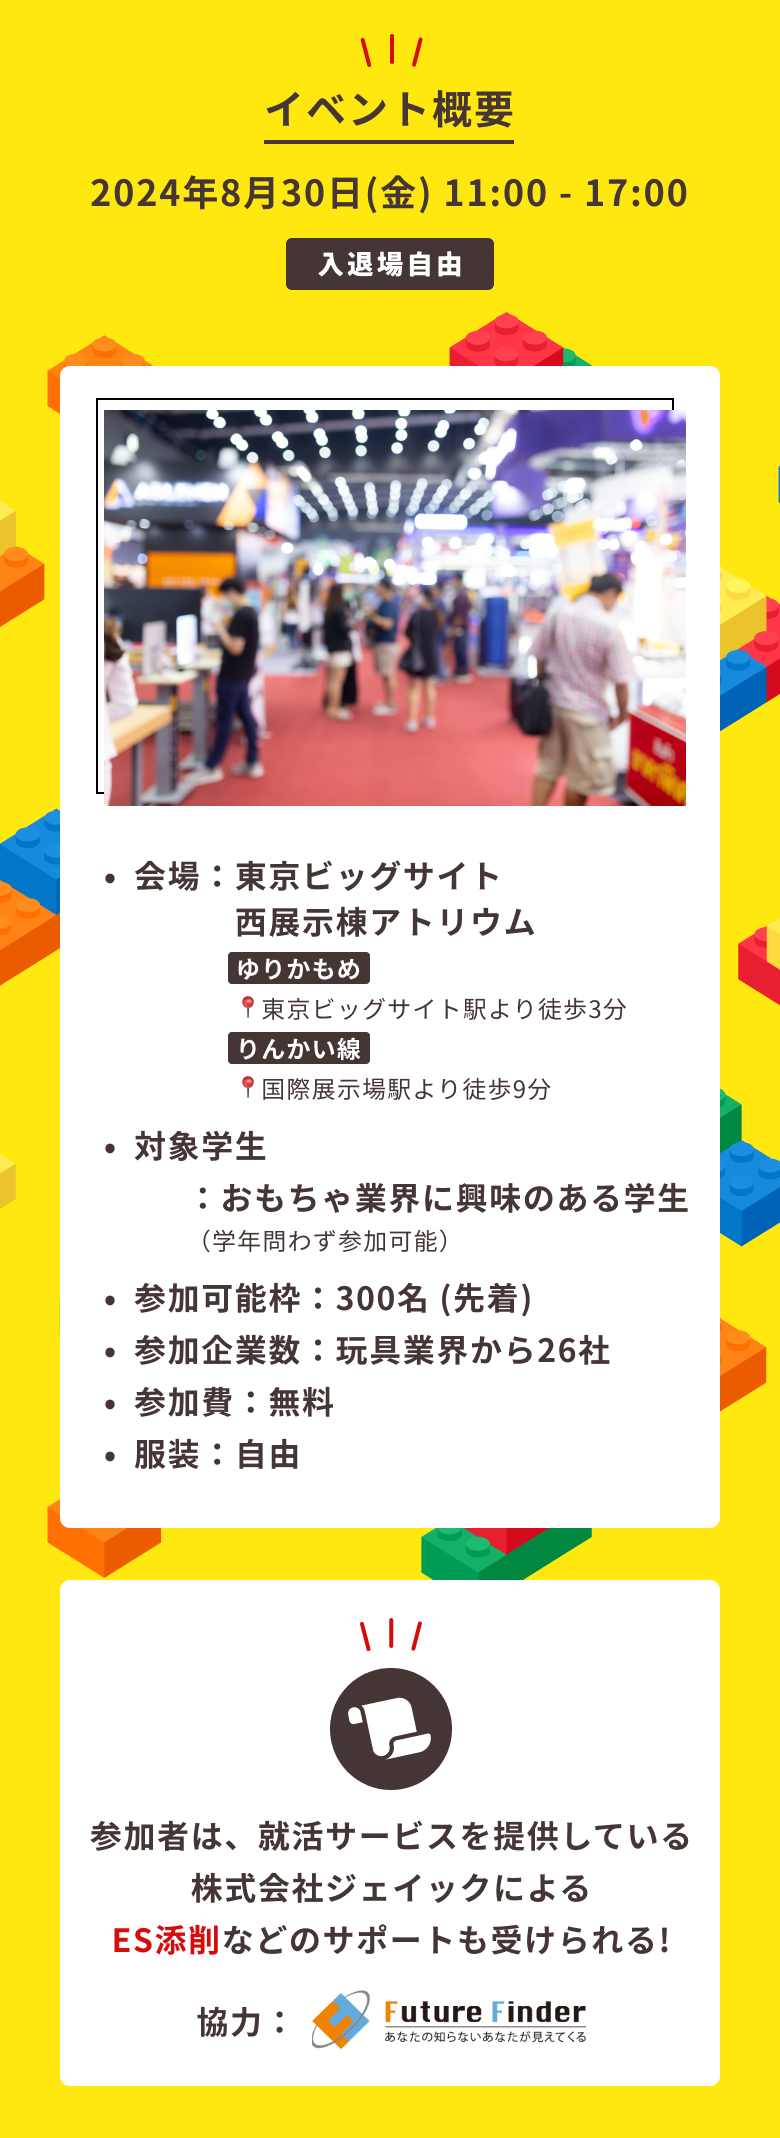 イベント概要
2024年8月30日(金) 11:00 - 17:00
入退場自由
• 会場：東京ビッグサイト
西展示棟アトリウム
ゆりかもめ
📍東京ビッグサイト駅より徒歩3分
りんかい線
📍国際展示場駅より徒歩9分
• 対象学生
：おもちゃ業界に興味のある学生
（学年問わず参加可能）
• 参加可能枠：300名 (先着)
• 参加企業数：玩具業界から26社
• 参加費：無料
• 服装：自由
参加者は、就活サービスを提供している
株式会社ジェイックによる
ES添削などのサポートも受けられる!
協力：
Future Finder
あなたの知らないあなたが見えてくる